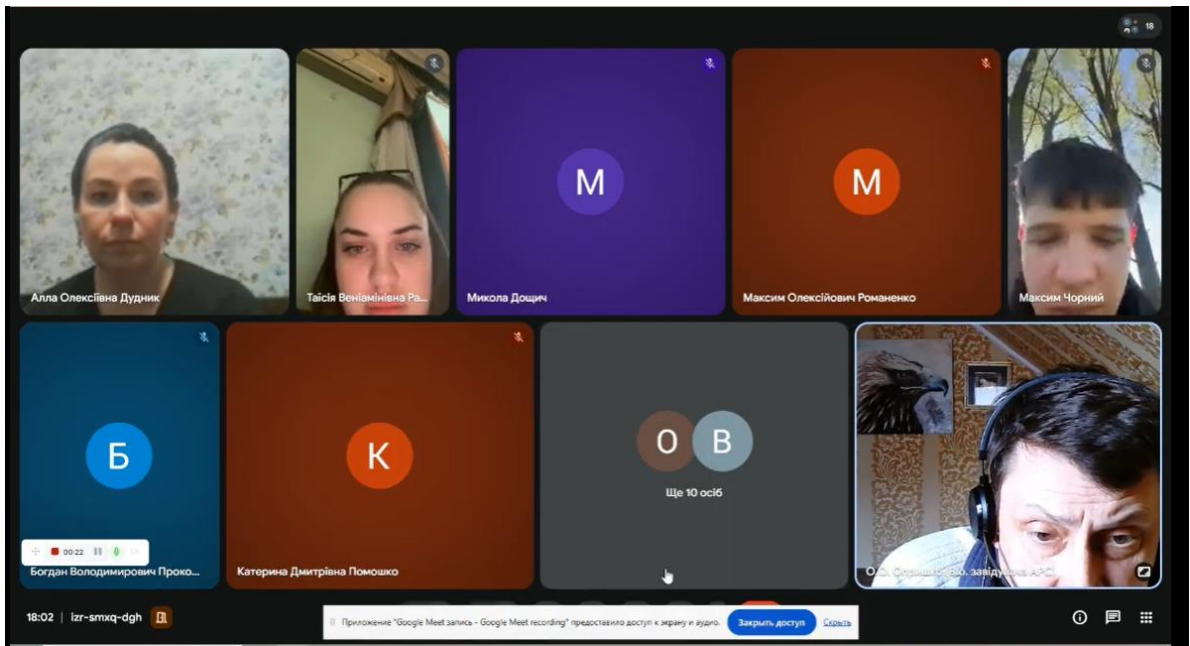 18
Алла Олексіївна Дудник
Таїсія Веніамінівна Ра...
М
Микола Дощич
М
Максим Олексійович Романенко
Максим Чорний
Б
00:22
Богдан Володимирович Проко...
К
Катерина Дмитрівна Помошко
О В
Ще 10 осіб
О.О. Опришко, В.о. завідувача АРС...
18:02 | izr-smxq-dgh
Приложение "Google Meet запись - Google Meet recording" предоставило доступ к экрану и аудио.
Закрыть доступ
Скрыть